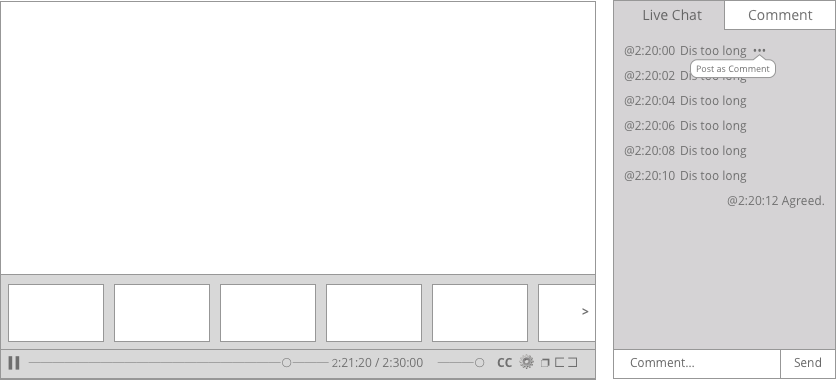 Live Chat Comment
@2:20:00 Dis too long •••
Post as Comment
@2:20:02 Dis too long
@2:20:04 Dis too long
@2:20:06 Dis too long
@2:20:08 Dis too long
@2:20:10 Dis too long
@2:20:12 Agreed.
>
2:21:20 / 2:30:00 CC
Comment... Send